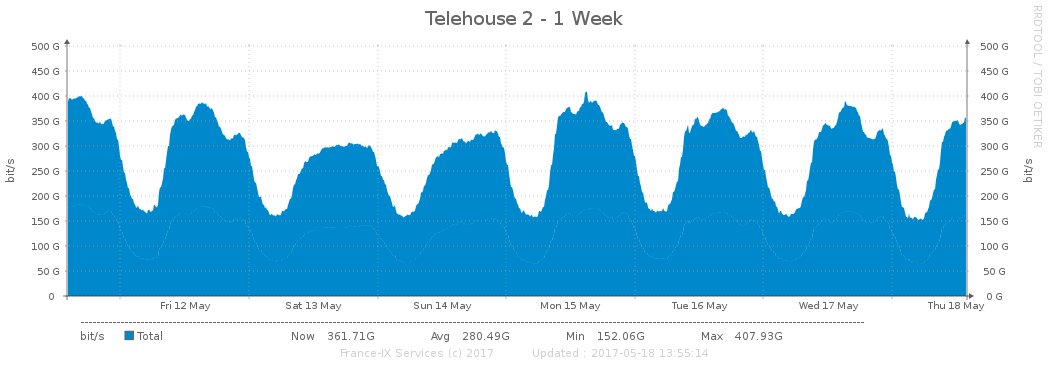 Telehouse 2 - 1 Week
RRDTOOL / TOBI OETIKER
500 G 500 G
450 G 450 G
400 G 400 G
350 G 350 G
300 G 300 G
250 G 250 G
200 G 200 G
150 G 150 G
100 G 100 G
50 G 50 G
0 0 G
bit/s bit/s
Fri 12 May Sat 13 May Sun 14 May Mon 15 May Tue 16 May Wed 17 May Thu 18 May
bit/s Total Now 361.71G Avg 280.49G Min 152.06G Max 407.93G
France-IX Services (c) 2017 Updated : 2017-05-18 13:55:14